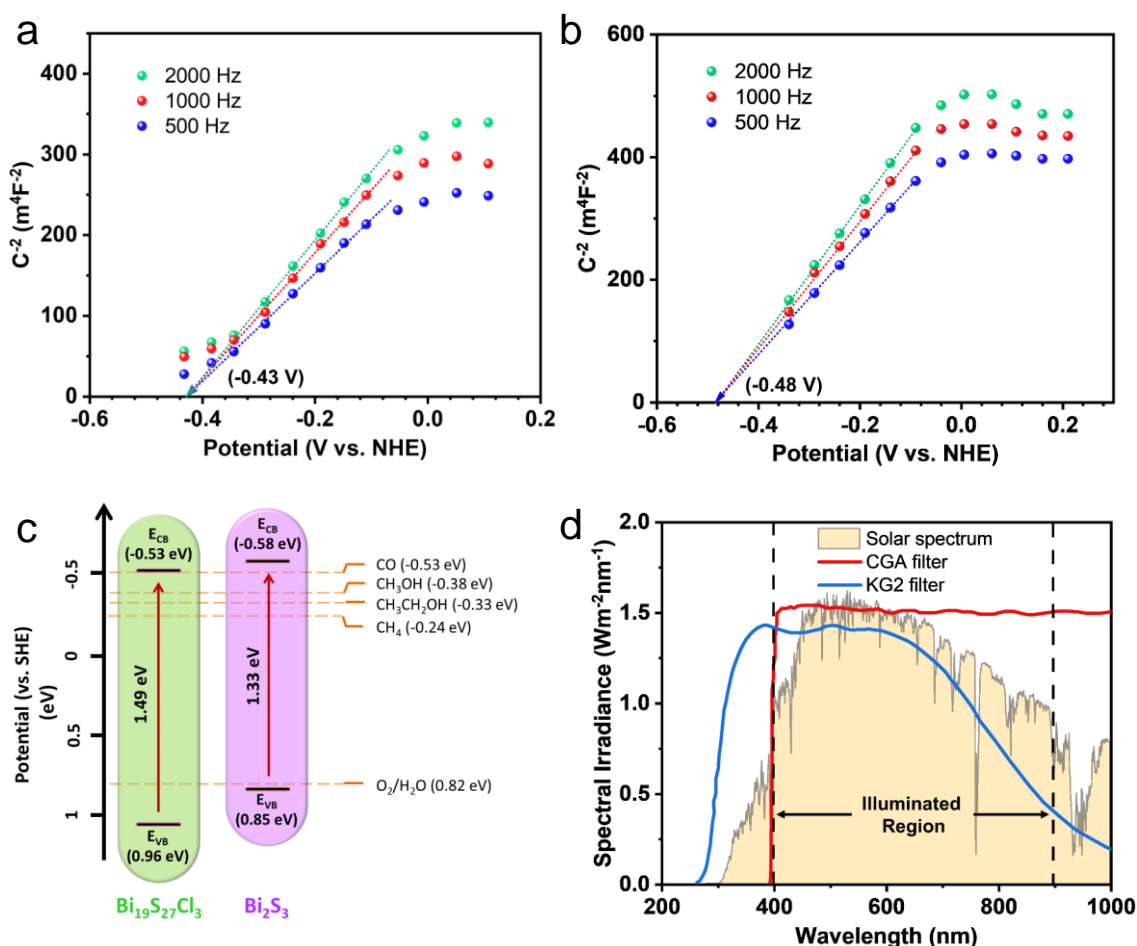 a
400
300
200
100
0
C⁻² (m⁴F⁻²)
2000 Hz
1000 Hz
500 Hz
(-0.43 V)
-0.6
-0.4
-0.2
0.0
0.2
Potential (V vs. NHE)
b
600
400
200
0
C⁻² (m⁴F⁻²)
2000 Hz
1000 Hz
500 Hz
(-0.48 V)
-0.6
-0.4
-0.2
0.0
0.2
Potential (V vs. NHE)
c
Potential (vs. SHE)
(eV)
-0.5
0
0.5
1
E_CB
(-0.53 eV)
1.49 eV
E_VB
(0.96 eV)
Bi₁₉S₂₇Cl₃
E_CB
(-0.58 eV)
1.33 eV
E_VB
(0.85 eV)
Bi₂S₃
CO (-0.53 eV)
CH₃OH (-0.38 eV)
CH₃CH₂OH (-0.33 eV)
CH₄ (-0.24 eV)
O₂/H₂O (0.82 eV)
d
2.0
1.5
1.0
0.5
0.0
Spectral Irradiance (Wm⁻²nm⁻¹)
Solar spectrum
CGA filter
KG2 filter
Illuminated
Region
200
400
600
800
1000
Wavelength (nm)